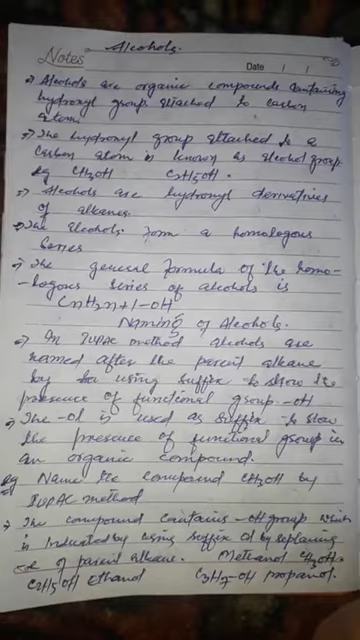 Alcohols.
Notes
Date / /
→ Alcohols are organic compounds containing
hydroxyl group attached to carbon
atom
→ The hydroxyl group attached to a
carbon atom is known as alcohol group
eg CH3OH C2H5OH.
→ Alcohols are hydroxyl derivatives
of alkanes
→ The alcohols form a homologous
series
→ The general formula of the homo-
-logous series of alcohols is
CnH2n+1-OH
Naming of Alcohols.
→ In IUPAC method alcohols are
named after the parent alkane
by using suffix to show the
presence of functional group -OH
→ The -ol is used as suffix to show
the presence of functional group in
an organic compound.
eg Name the compound CH3OH by
IUPAC method
→ The compound contains -OH group which
is indicated by using suffix ol by replacing
of parent alkane. Methanol CH3OH
C2H5OH Ethanol C3H7-OH propanol.